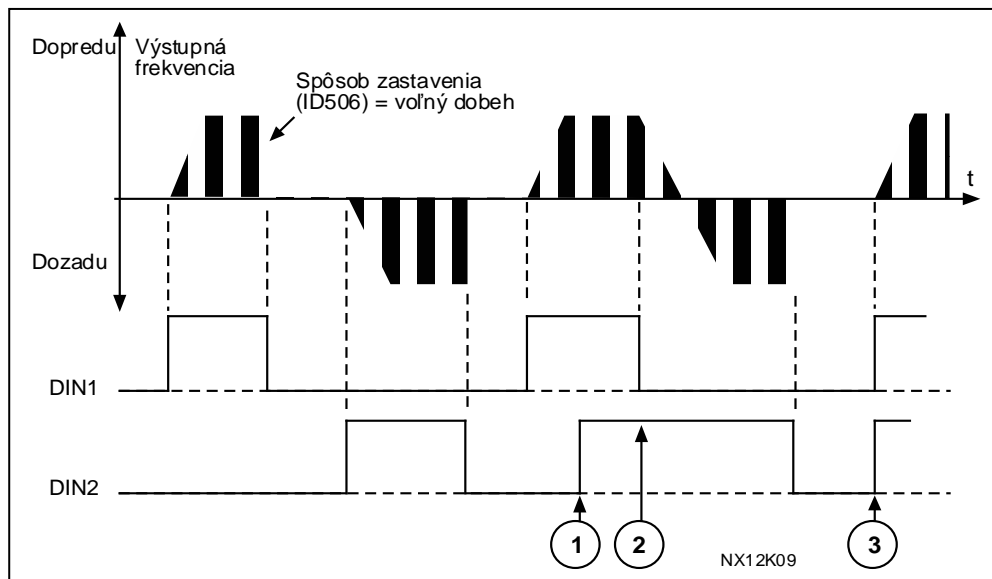 Dopredu
Výstupná
frekvencia
Spôsob zastavenia
(ID506) = voľný dobeh
t
Dozadu
DIN1
DIN2
1
2
3
NX12K09